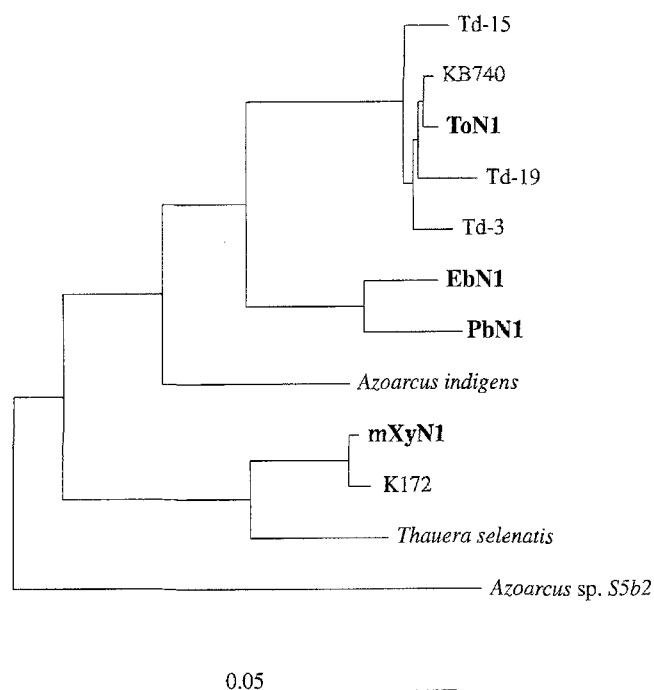 Td-15
KB740
ToN1
Td-19
Td-3
EbN1
PbN1
Azoarcus indigens
mXyN1
K172
Thauera selenatis
Azoarcus sp. S5b2
0.05